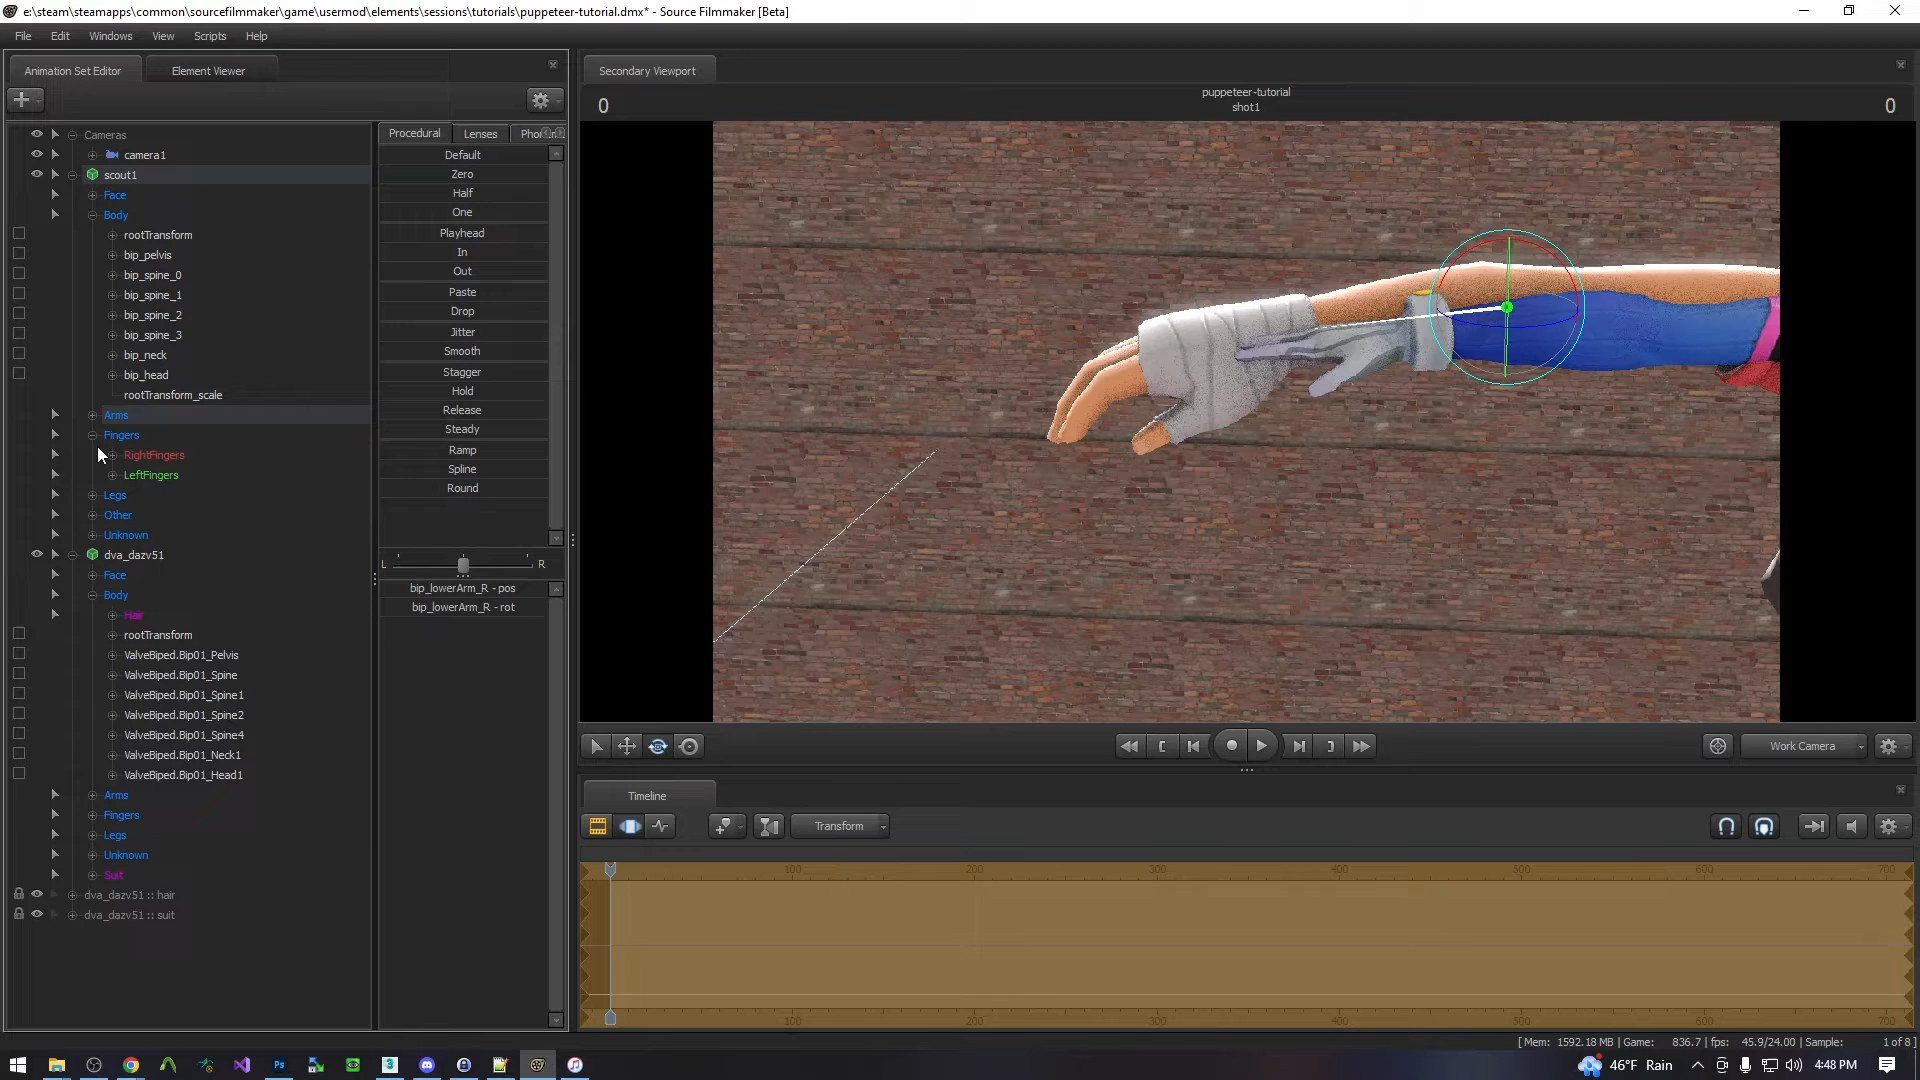 e:\steam\steamapps\common\sourcefilmmaker\game\usermod\elements\sessions\tutorials\puppeteer-tutorial.dmx* - Source Filmmaker [Beta]
File Edit Windows View Scripts Help
Animation Set Editor Element Viewer
Secondary Viewport
puppeteer-tutorial
shot1
0
0
Cameras
camera1
scout1
Face
Body
rootTransform
bip_pelvis
bip_spine_0
bip_spine_1
bip_spine_2
bip_spine_3
bip_neck
bip_head
rootTransform_scale
Arms
Fingers
RightFingers
LeftFingers
Legs
Other
Unknown
dva_dazv51
Face
Body
Hair
rootTransform
ValveBiped.Bip01_Pelvis
ValveBiped.Bip01_Spine
ValveBiped.Bip01_Spine1
ValveBiped.Bip01_Spine2
ValveBiped.Bip01_Spine4
ValveBiped.Bip01_Neck1
ValveBiped.Bip01_Head1
Arms
Fingers
Legs
Unknown
Suit
dva_dazv51 :: hair
dva_dazv51 :: suit
Procedural Lenses
Default
Zero
Half
One
Playhead
In
Out
Paste
Drop
Jitter
Smooth
Stagger
Hold
Release
Steady
Ramp
Spline
Round
L R
bip_lowerArm_R - pos
bip_lowerArm_R - rot
Work Camera
Timeline
Transform
100 200 300 400 500 600 700
100 200 300 400 500 600 700
[ Mem: 1592.18 MB | Game: 836.7 | fps: 45.9/24.00 | Sample: 1 of 8 ]
46°F Rain
4:48 PM